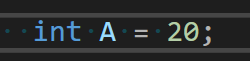 int A = 20;